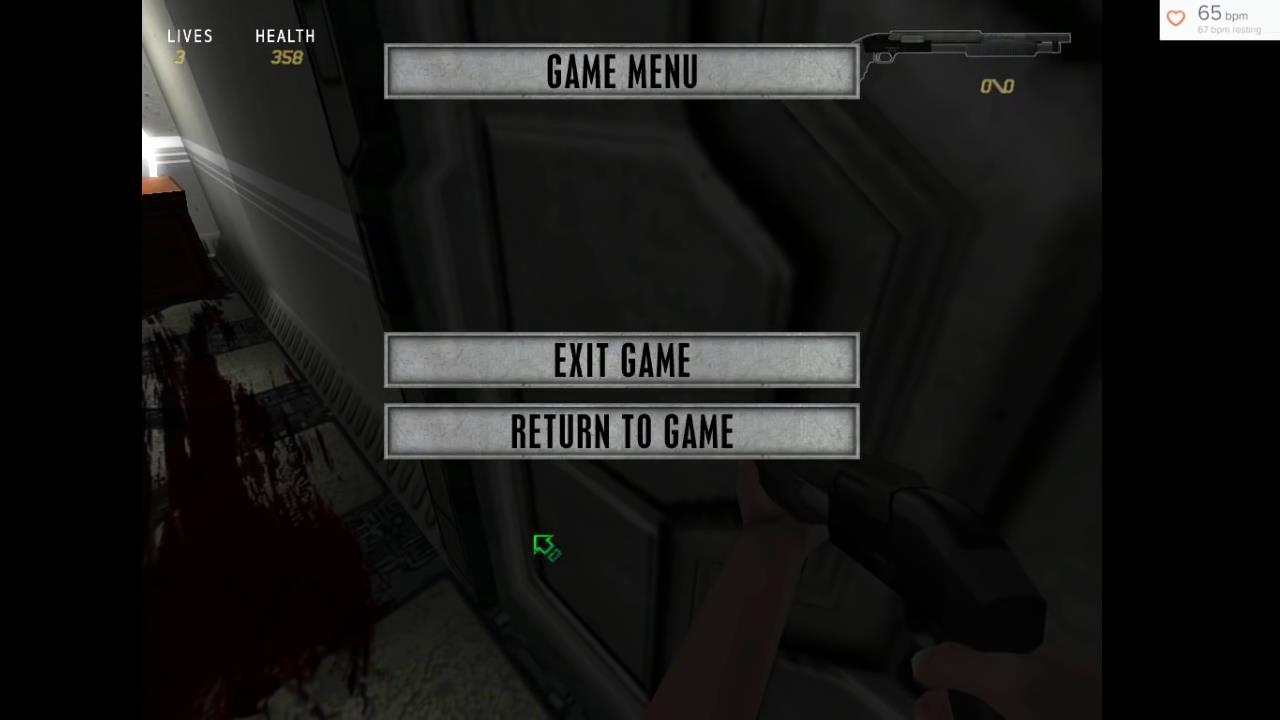 LIVES HEALTH
3 358
GAME MENU
0\0
65 bpm
67 bpm resting
EXIT GAME
RETURN TO GAME